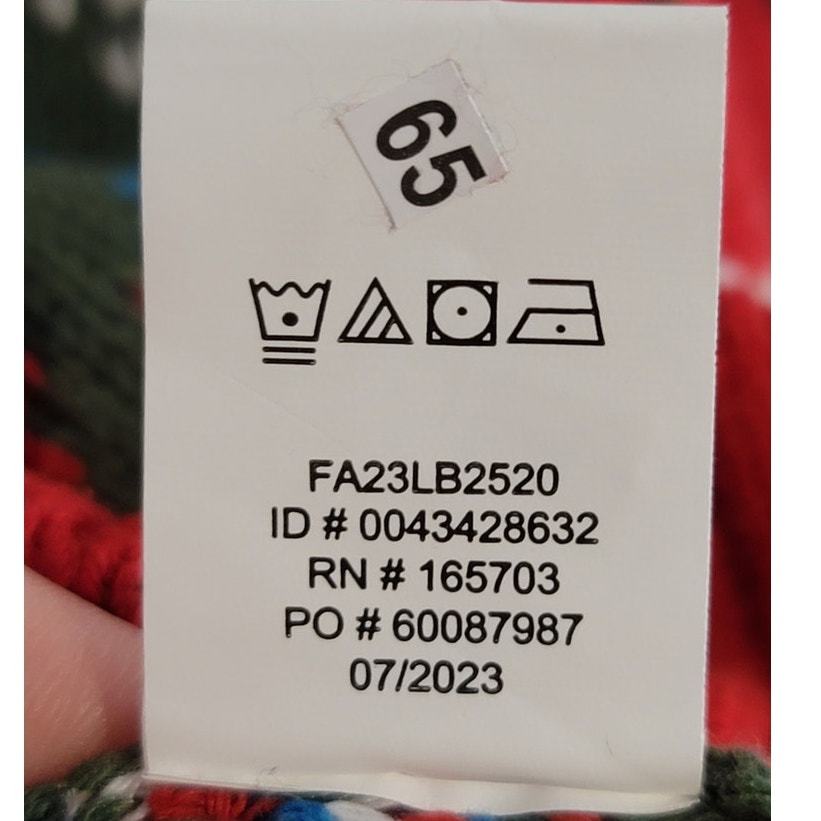 65
FA23LB2520
ID # 0043428632
RN # 165703
PO # 60087987
07/2023